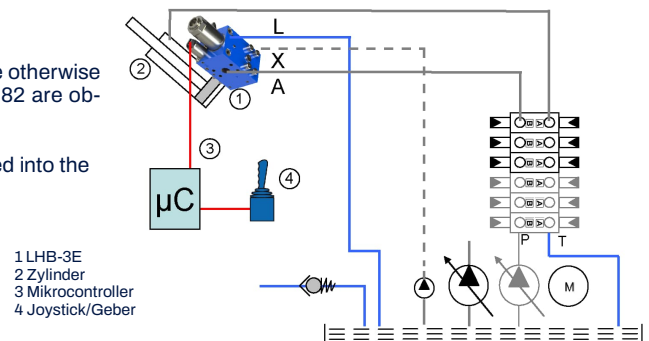 e otherwise
82 are ob-
ed into the
L
X
A
2
1
3
4
µC
1 LHB-3E
2 Zylinder
3 Mikrocontroller
4 Joystick/Geber
B A
B A
B A
B A
B A
B A
P T
M